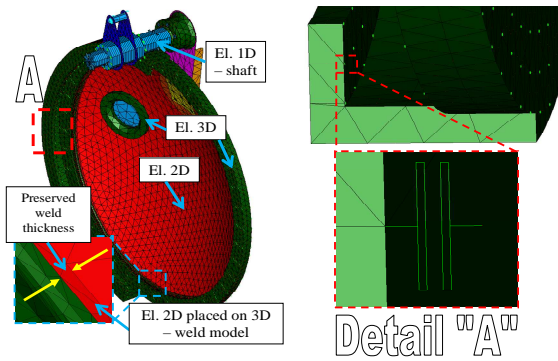 El. 1D
– shaft
A
El. 3D
El. 2D
Preserved
weld
thickness
El. 2D placed on 3D
– weld model
Detail "A"